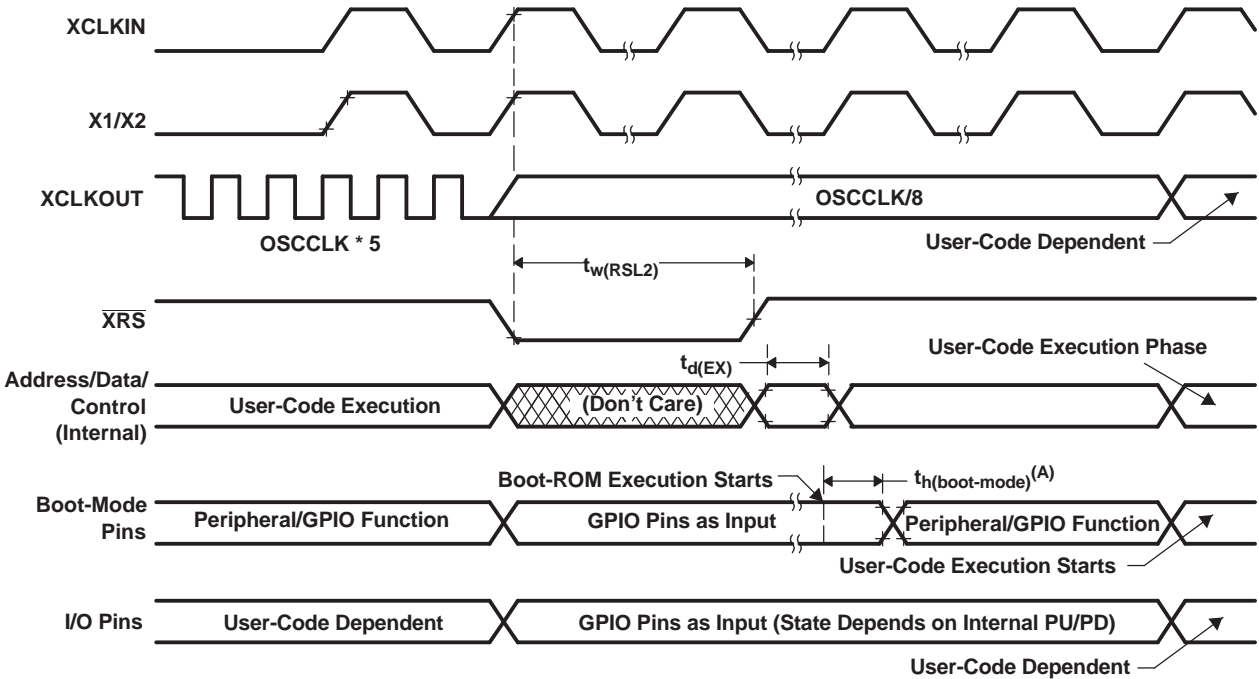 XCLKIN
X1/X2
XCLKOUT
OSCCLK/8
OSCCLK * 5
User-Code Dependent
tw(RSL2)
XRS
User-Code Execution Phase
td(EX)
Address/Data/
Control
(Internal)
User-Code Execution
(Don't Care)
Boot-ROM Execution Starts
th(boot-mode)(A)
Boot-Mode
Pins
Peripheral/GPIO Function
GPIO Pins as Input
Peripheral/GPIO Function
User-Code Execution Starts
I/O Pins
User-Code Dependent
GPIO Pins as Input (State Depends on Internal PU/PD)
User-Code Dependent